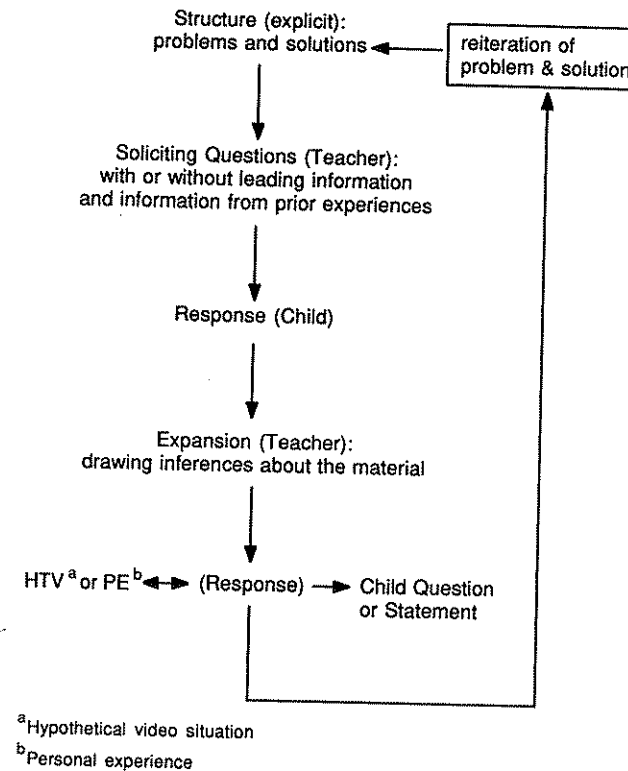 Structure (explicit):
problems and solutions
reiteration of
problem & solution
Soliciting Questions (Teacher):
with or without leading information
and information from prior experiences
Response (Child)
Expansion (Teacher):
drawing inferences about the material
HTV a or PE b (Response) Child Question
or Statement
a Hypothetical video situation
b Personal experience